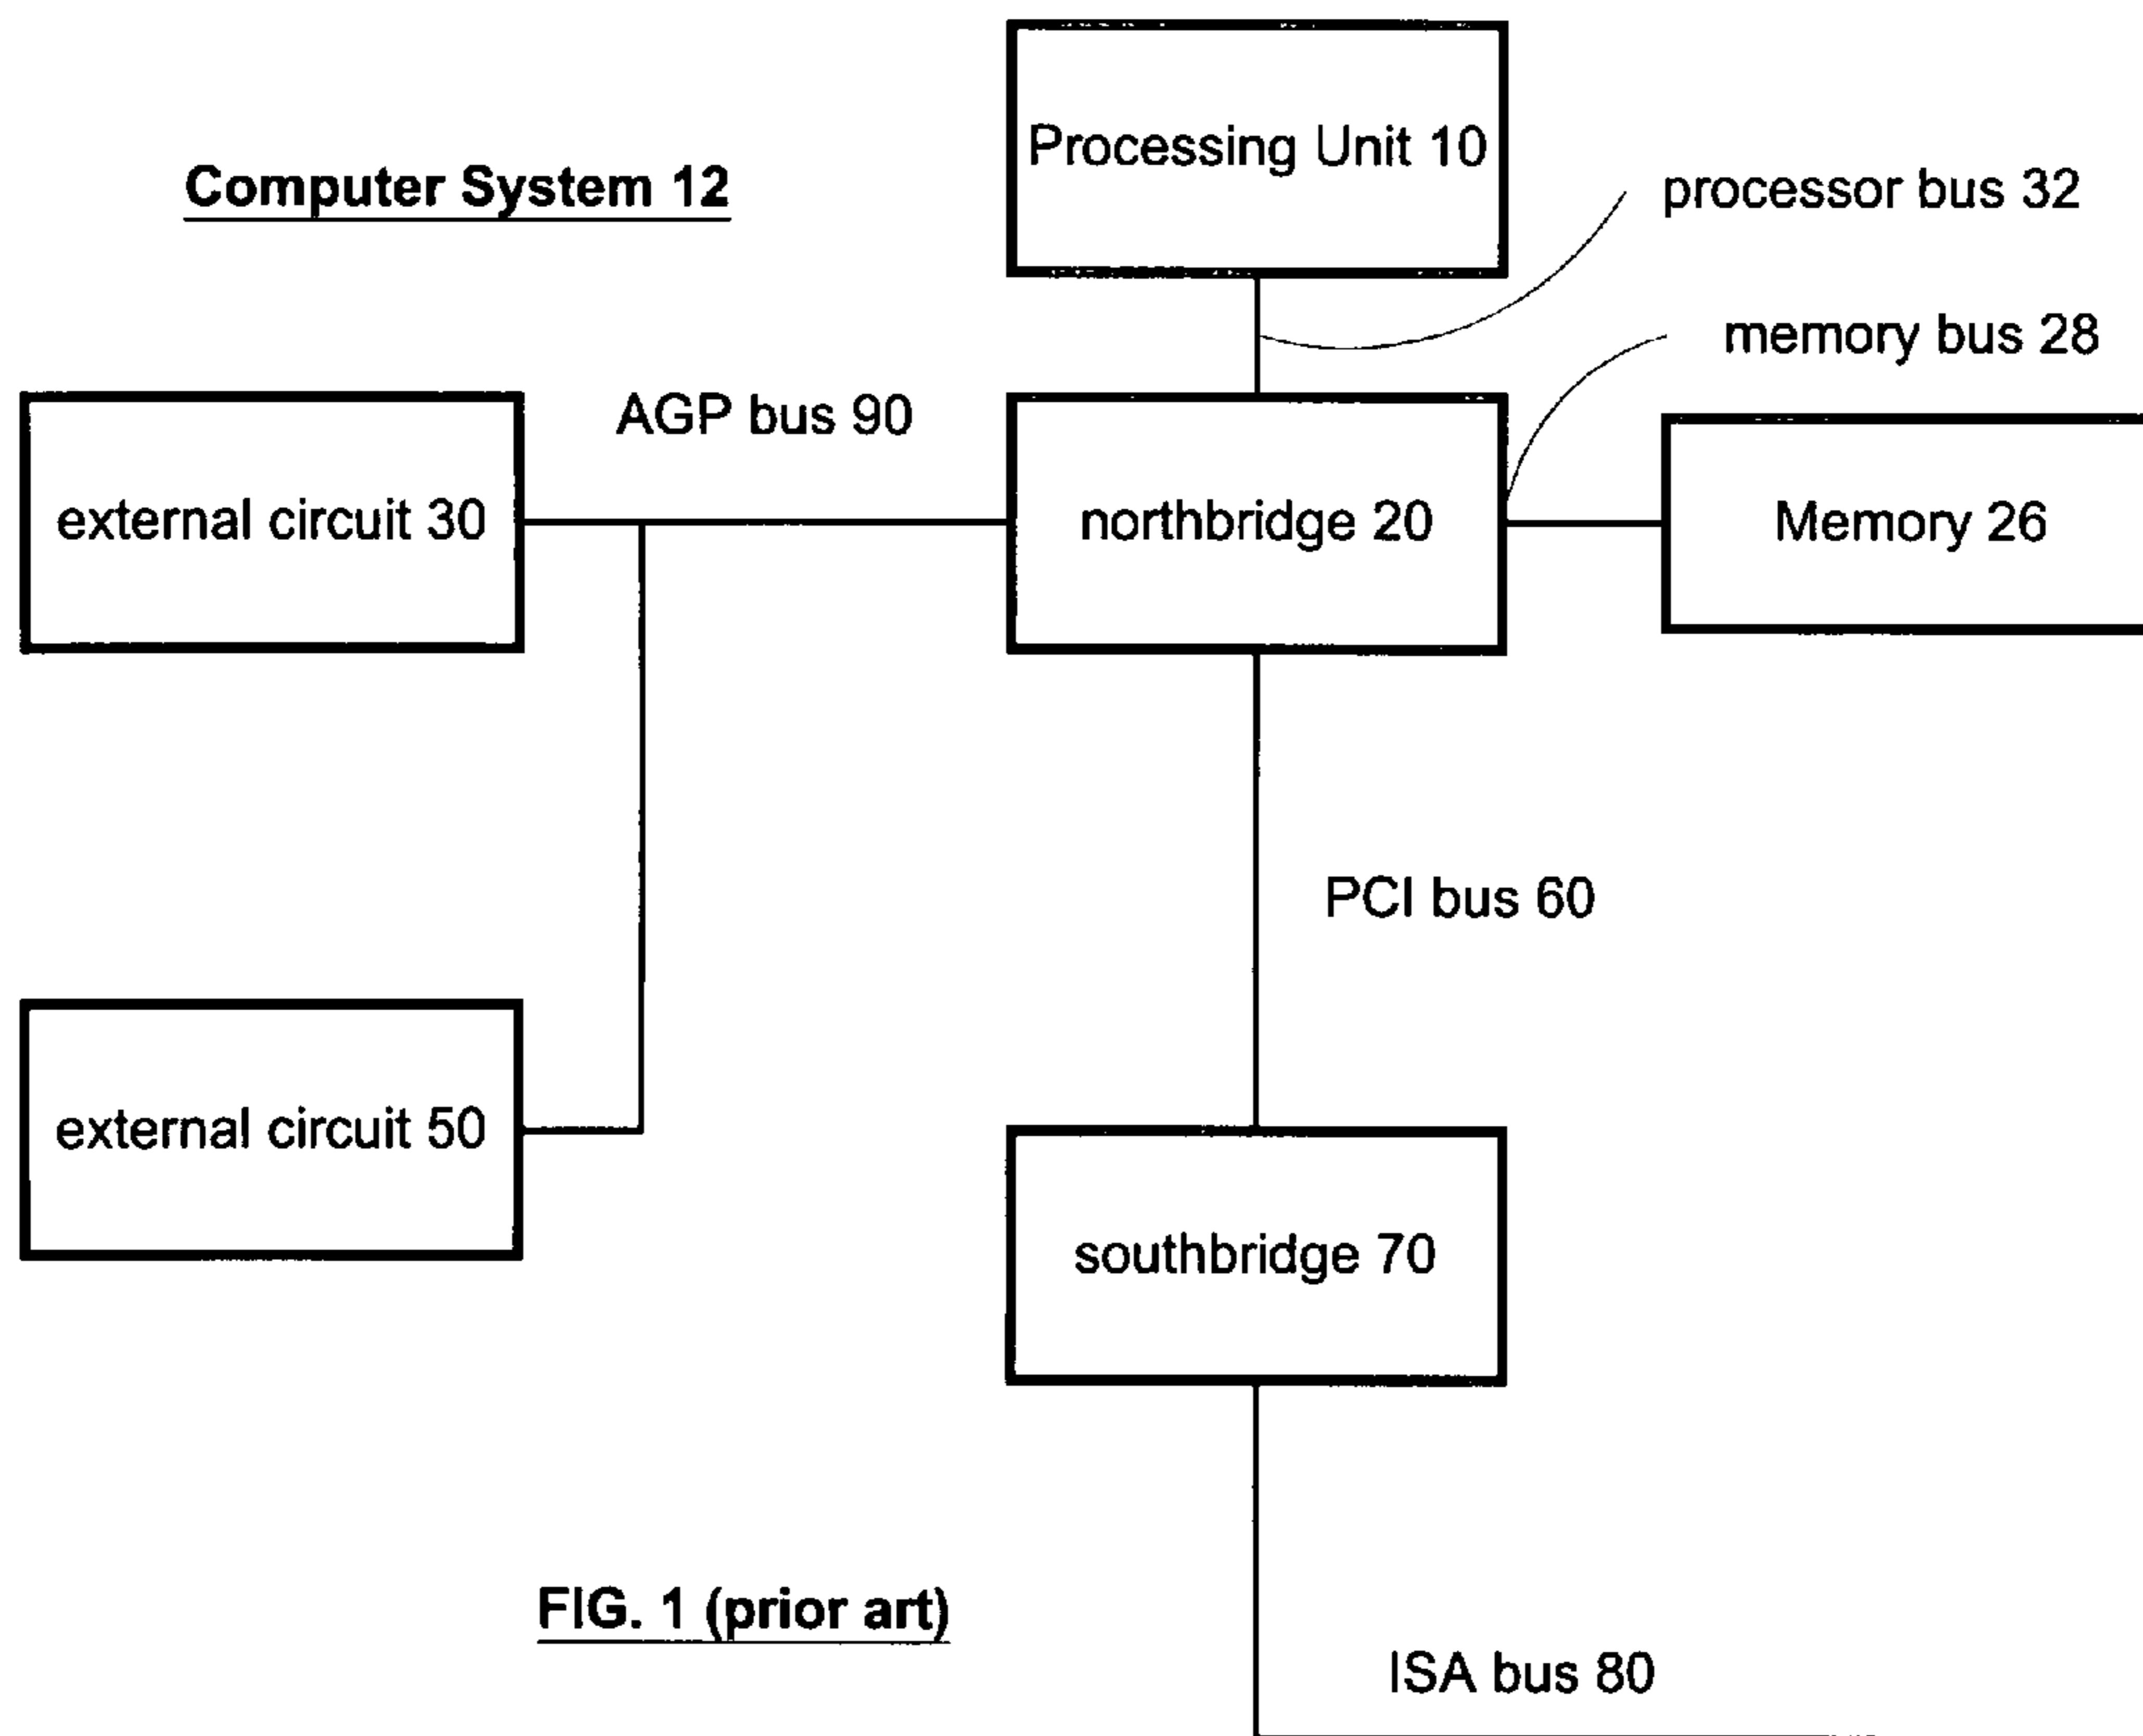 Processing Unit 10
Computer System 12
processor bus 32
memory bus 28
AGP bus 90
external circuit 30
northbridge 20
Memory 26
PCI bus 60
external circuit 50
southbridge 70
FIG. 1 (prior art)
ISA bus 80